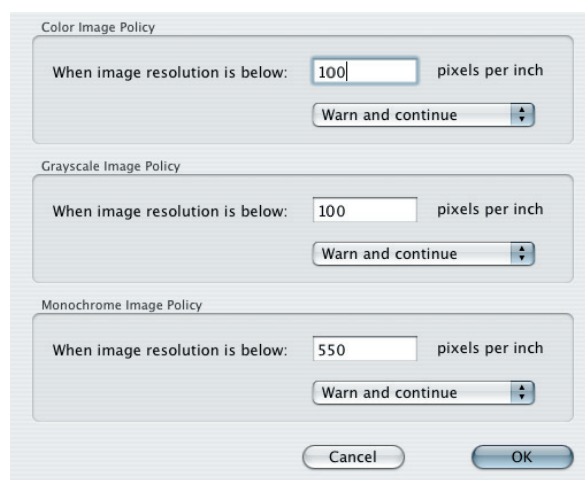 Color Image Policy
When image resolution is below: 100 pixels per inch
Warn and continue
Grayscale Image Policy
When image resolution is below: 100 pixels per inch
Warn and continue
Monochrome Image Policy
When image resolution is below: 550 pixels per inch
Warn and continue
Cancel OK